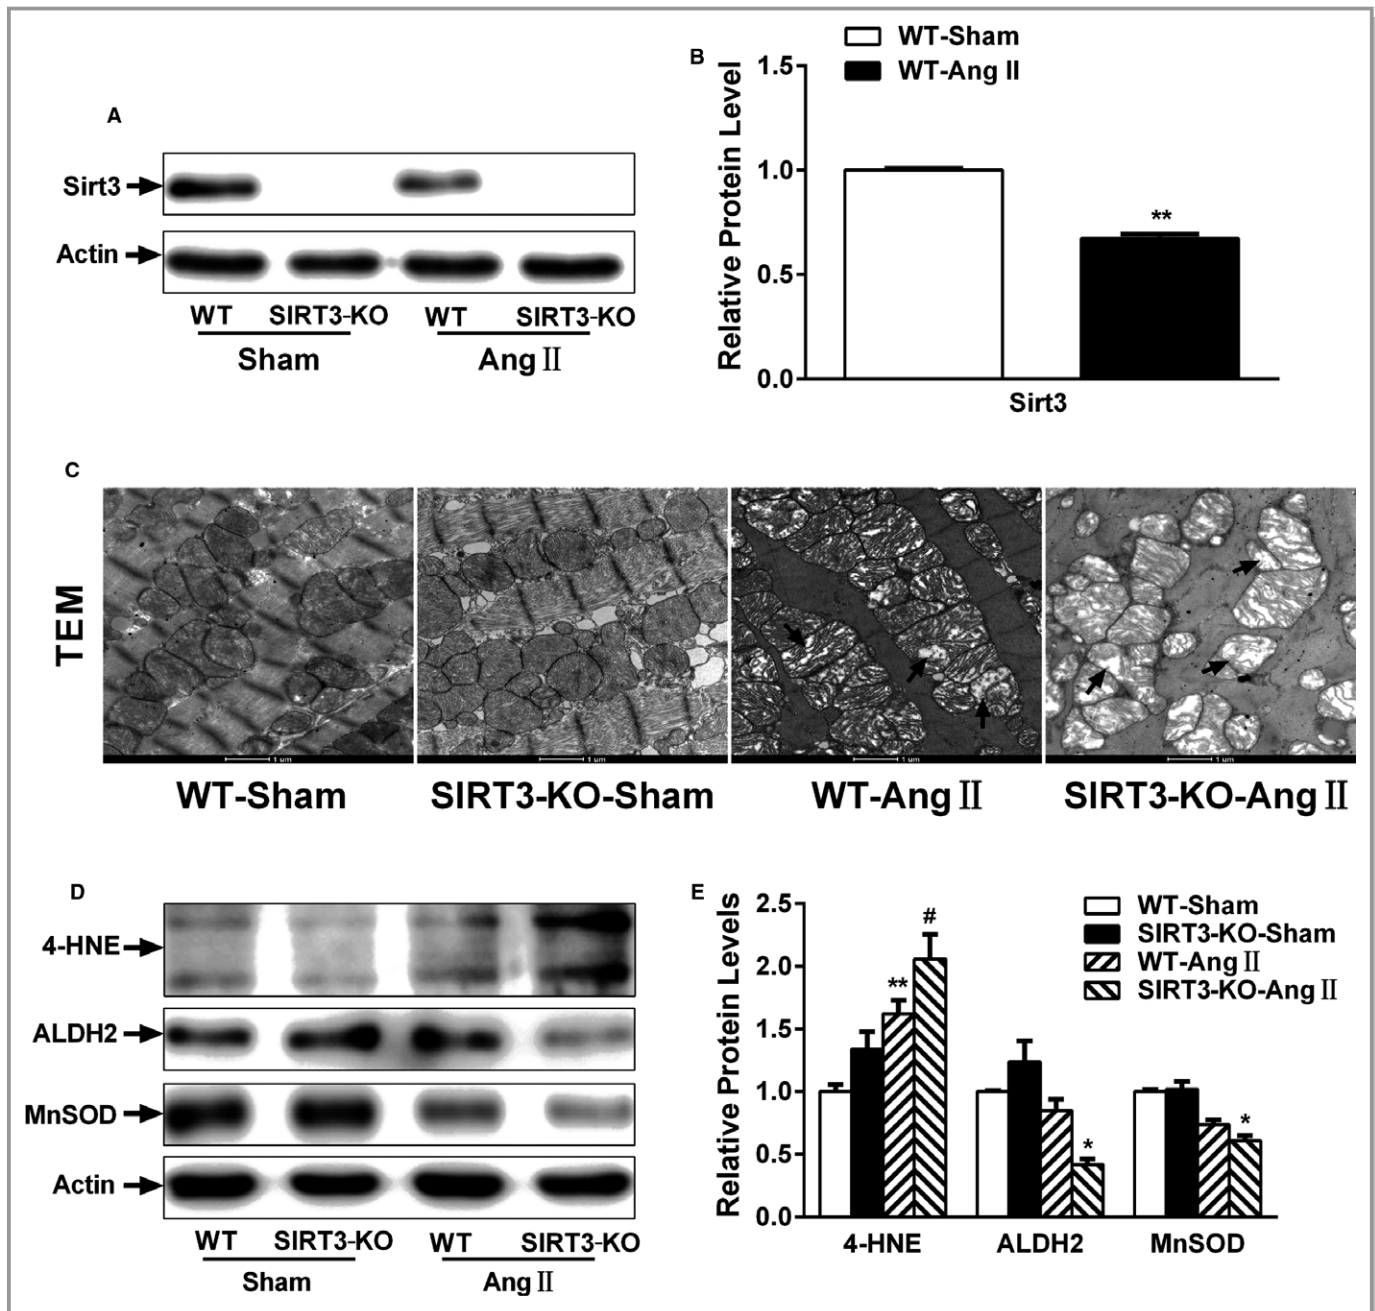 A
Sirt3
Actin
WT SIRT3-KO WT SIRT3-KO
Sham Ang Ⅱ
B
WT-Sham
WT-Ang II
Relative Protein Level
1.5
1.0
0.5
0.0
**
Sirt3
C
TEM
1 um
1 um
1 um
1 um
WT-Sham SIRT3-KO-Sham WT-Ang Ⅱ SIRT3-KO-Ang Ⅱ
D
4-HNE
ALDH2
MnSOD
Actin
WT SIRT3-KO WT SIRT3-KO
Sham Ang Ⅱ
E
WT-Sham
SIRT3-KO-Sham
WT-Ang Ⅱ
SIRT3-KO-Ang Ⅱ
Relative Protein Levels
2.5
2.0
1.5
1.0
0.5
0.0
**
#
*
*
4-HNE ALDH2 MnSOD